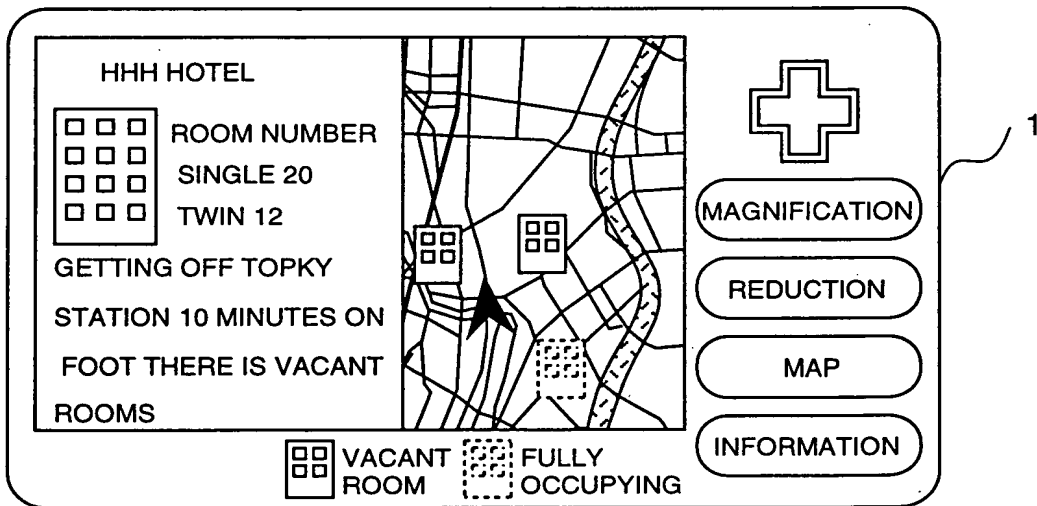 HHH HOTEL
ROOM NUMBER
SINGLE 20
TWIN 12
GETTING OFF TOPKY
STATION 10 MINUTES ON
FOOT THERE IS VACANT
ROOMS
MAGNIFICATION
REDUCTION
MAP
INFORMATION
VACANT
ROOM
FULLY
OCCUPYING
1